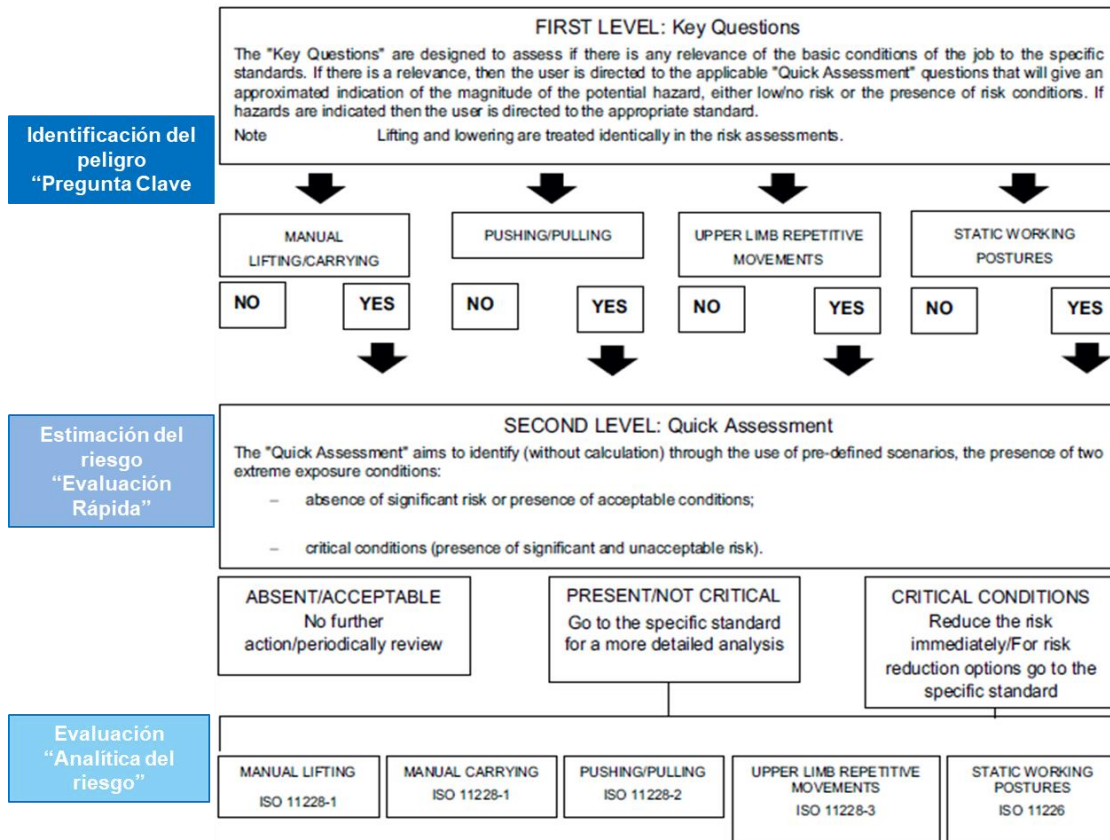 FIRST LEVEL: Key Questions
The "Key Questions" are designed to assess if there is any relevance of the basic conditions of the job to the specific
standards. If there is a relevance, then the user is directed to the applicable "Quick Assessment" questions that will give an
approximated indication of the magnitude of the potential hazard, either low/no risk or the presence of risk conditions. If
hazards are indicated then the user is directed to the appropriate standard.
Note Lifting and lowering are treated identically in the risk assessments.
Identificación del
peligro
“Pregunta Clave
MANUAL
LIFTING/CARRYING
PUSHING/PULLING
UPPER LIMB REPETITIVE
MOVEMENTS
STATIC WORKING
POSTURES
NO
YES
NO
YES
NO
YES
NO
YES
Estimación del
riesgo
“Evaluación
Rápida”
SECOND LEVEL: Quick Assessment
The "Quick Assessment" aims to identify (without calculation) through the use of pre-defined scenarios, the presence of two
extreme exposure conditions:
– absence of significant risk or presence of acceptable conditions;
– critical conditions (presence of significant and unacceptable risk).
ABSENT/ACCEPTABLE
No further
action/periodically review
PRESENT/NOT CRITICAL
Go to the specific standard
for a more detailed analysis
CRITICAL CONDITIONS
Reduce the risk
immediately/For risk
reduction options go to the
specific standard
Evaluación
“Analítica del
riesgo”
MANUAL LIFTING
ISO 11228-1
MANUAL CARRYING
ISO 11228-1
PUSHING/PULLING
ISO 11228-2
UPPER LIMB REPETITIVE
MOVEMENTS
ISO 11228-3
STATIC WORKING
POSTURES
ISO 11226